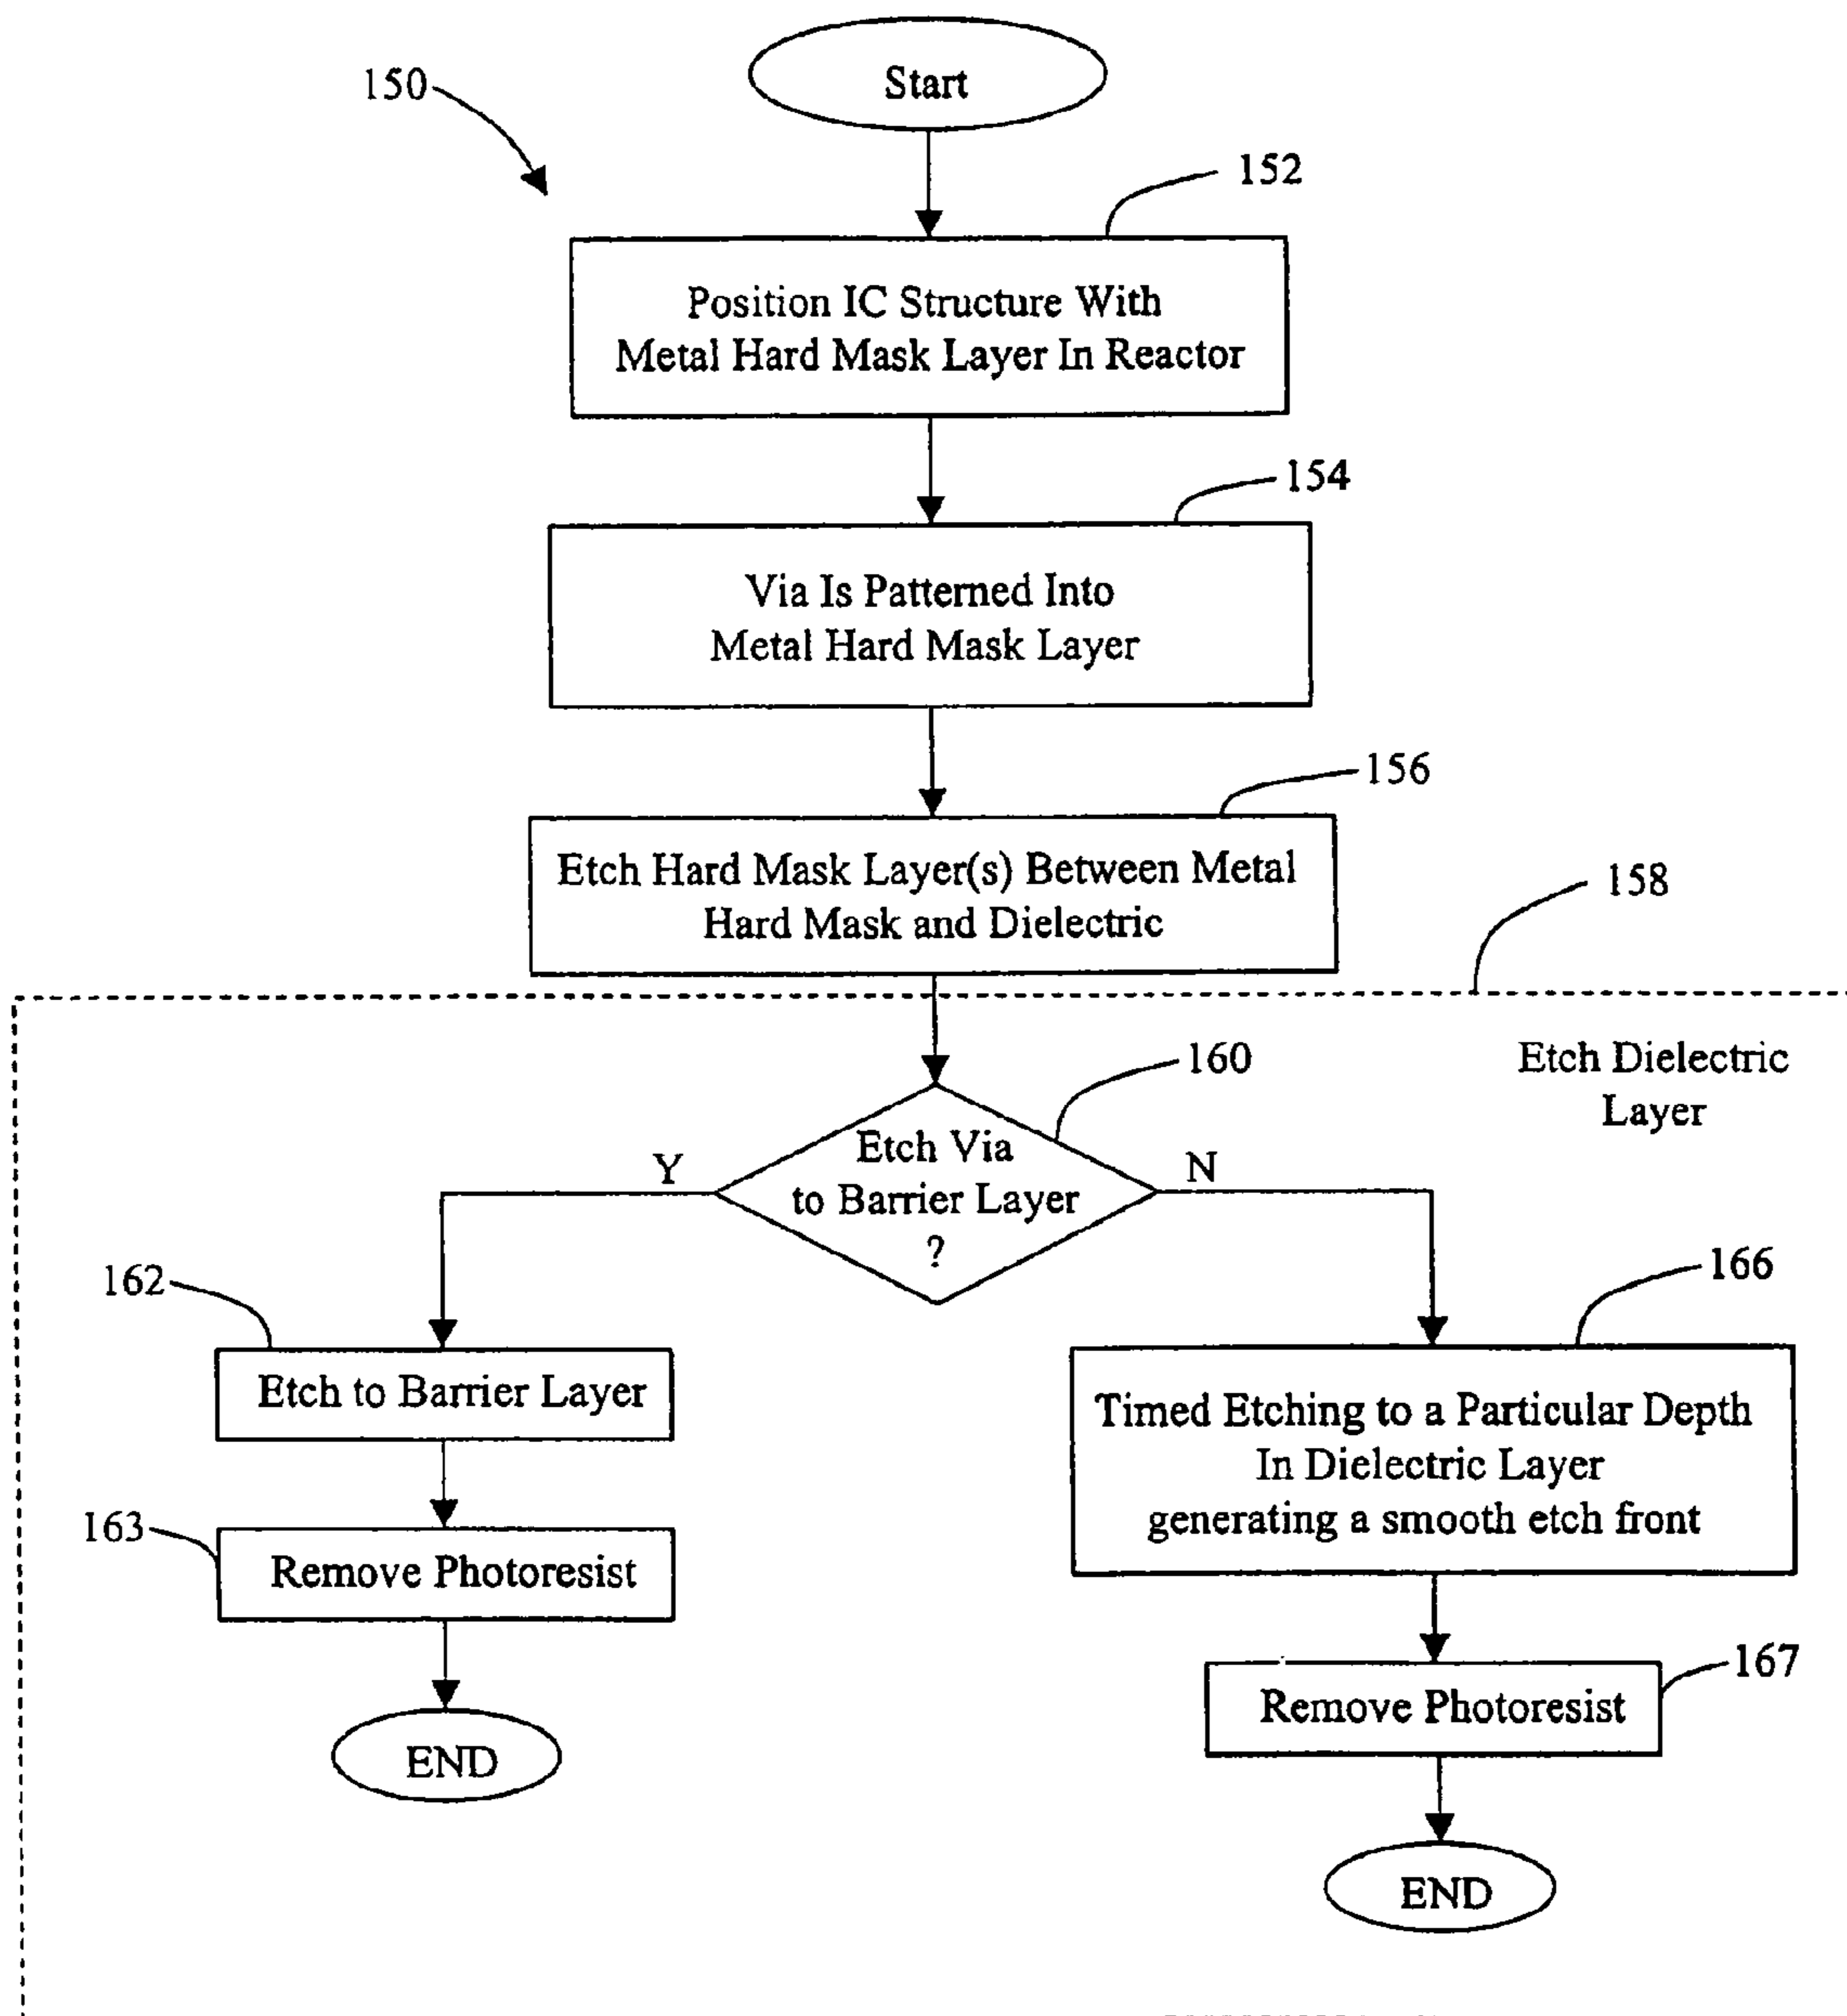 Start
150
152
Position IC Structure With
Metal Hard Mask Layer In Reactor
154
Via Is Patterned Into
Metal Hard Mask Layer
156
Etch Hard Mask Layer(s) Between Metal
Hard Mask and Dielectric
158
Etch Dielectric
Layer
160
Etch Via
to Barrier Layer
?
Y
N
162
Etch to Barrier Layer
166
Timed Etching to a Particular Depth
In Dielectric Layer
generating a smooth etch front
163
Remove Photoresist
167
Remove Photoresist
END
END